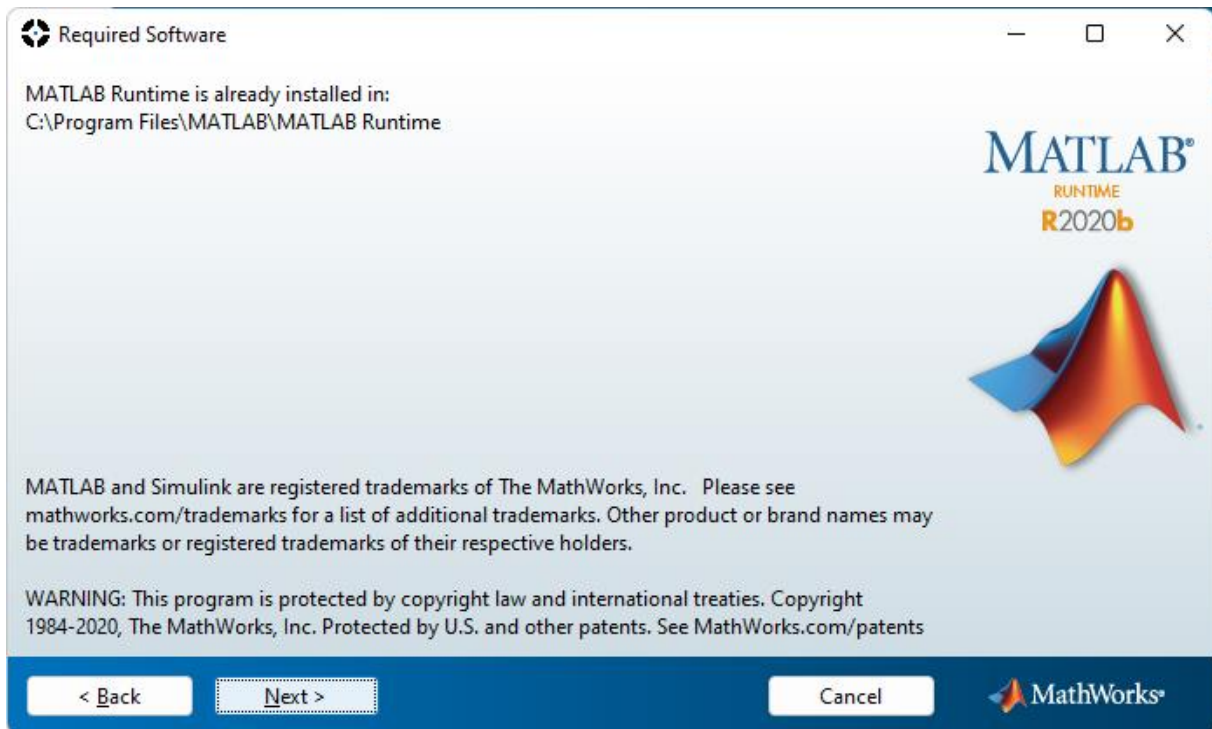 Required Software
MATLAB Runtime is already installed in:
C:\Program Files\MATLAB\MATLAB Runtime
MATLAB®
RUNTIME
R2020b
MATLAB and Simulink are registered trademarks of The MathWorks, Inc.   Please see
mathworks.com/trademarks for a list of additional trademarks. Other product or brand names may
be trademarks or registered trademarks of their respective holders.
WARNING: This program is protected by copyright law and international treaties. Copyright
1984-2020, The MathWorks, Inc. Protected by U.S. and other patents. See MathWorks.com/patents
< Back
Next >
Cancel
MathWorks®